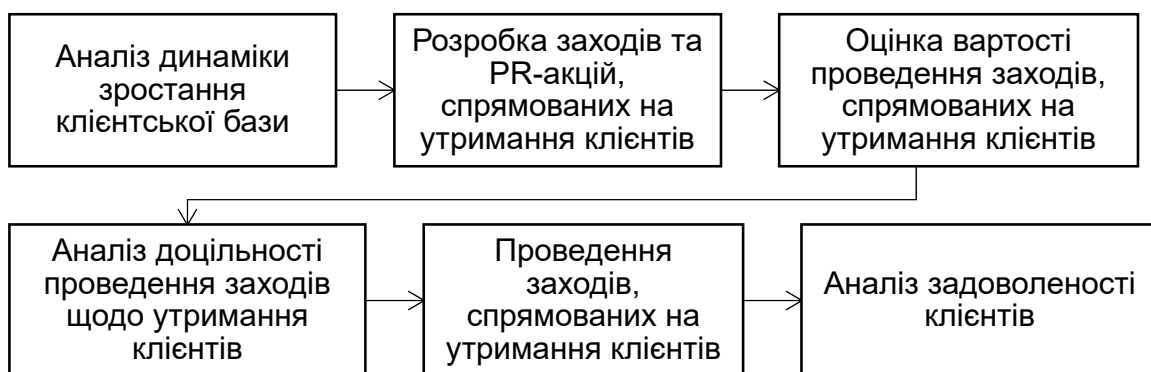 Аналіз динаміки
зростання
клієнтської бази
Розробка заходів та
PR-акцій,
спрямованих на
утримання клієнтів
Оцінка вартості
проведення заходів,
спрямованих на
утримання клієнтів
Аналіз доцільності
проведення заходів
щодо утримання
клієнтів
Проведення
заходів,
спрямованих на
утримання клієнтів
Аналіз задоволеності
клієнтів